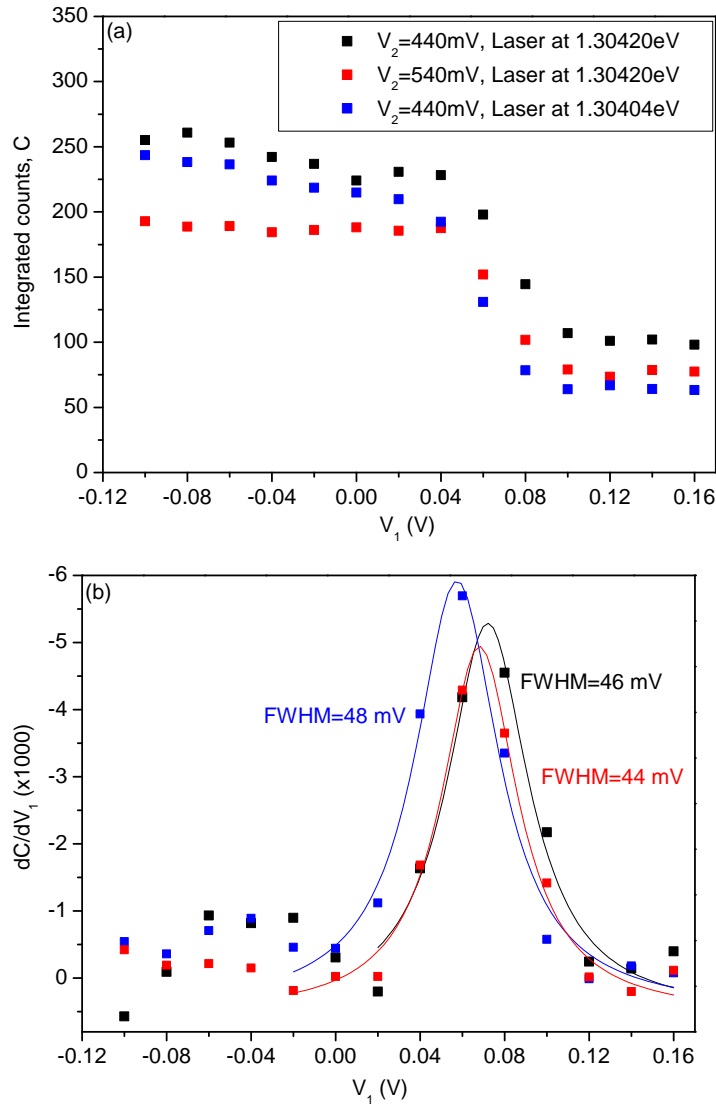 (a)
V₂=440mV, Laser at 1.30420eV
V₂=540mV, Laser at 1.30420eV
V₂=440mV, Laser at 1.30404eV
350
300
250
200
150
100
50
0
Integrated counts, C
-0.12 -0.08 -0.04 0.00 0.04 0.08 0.12 0.16
V₁ (V)
(b)
-6
-5
-4
-3
-2
-1
0
dC/dV₁ (x1000)
FWHM=46 mV
FWHM=48 mV
FWHM=44 mV
-0.12 -0.08 -0.04 0.00 0.04 0.08 0.12 0.16
V₁ (V)